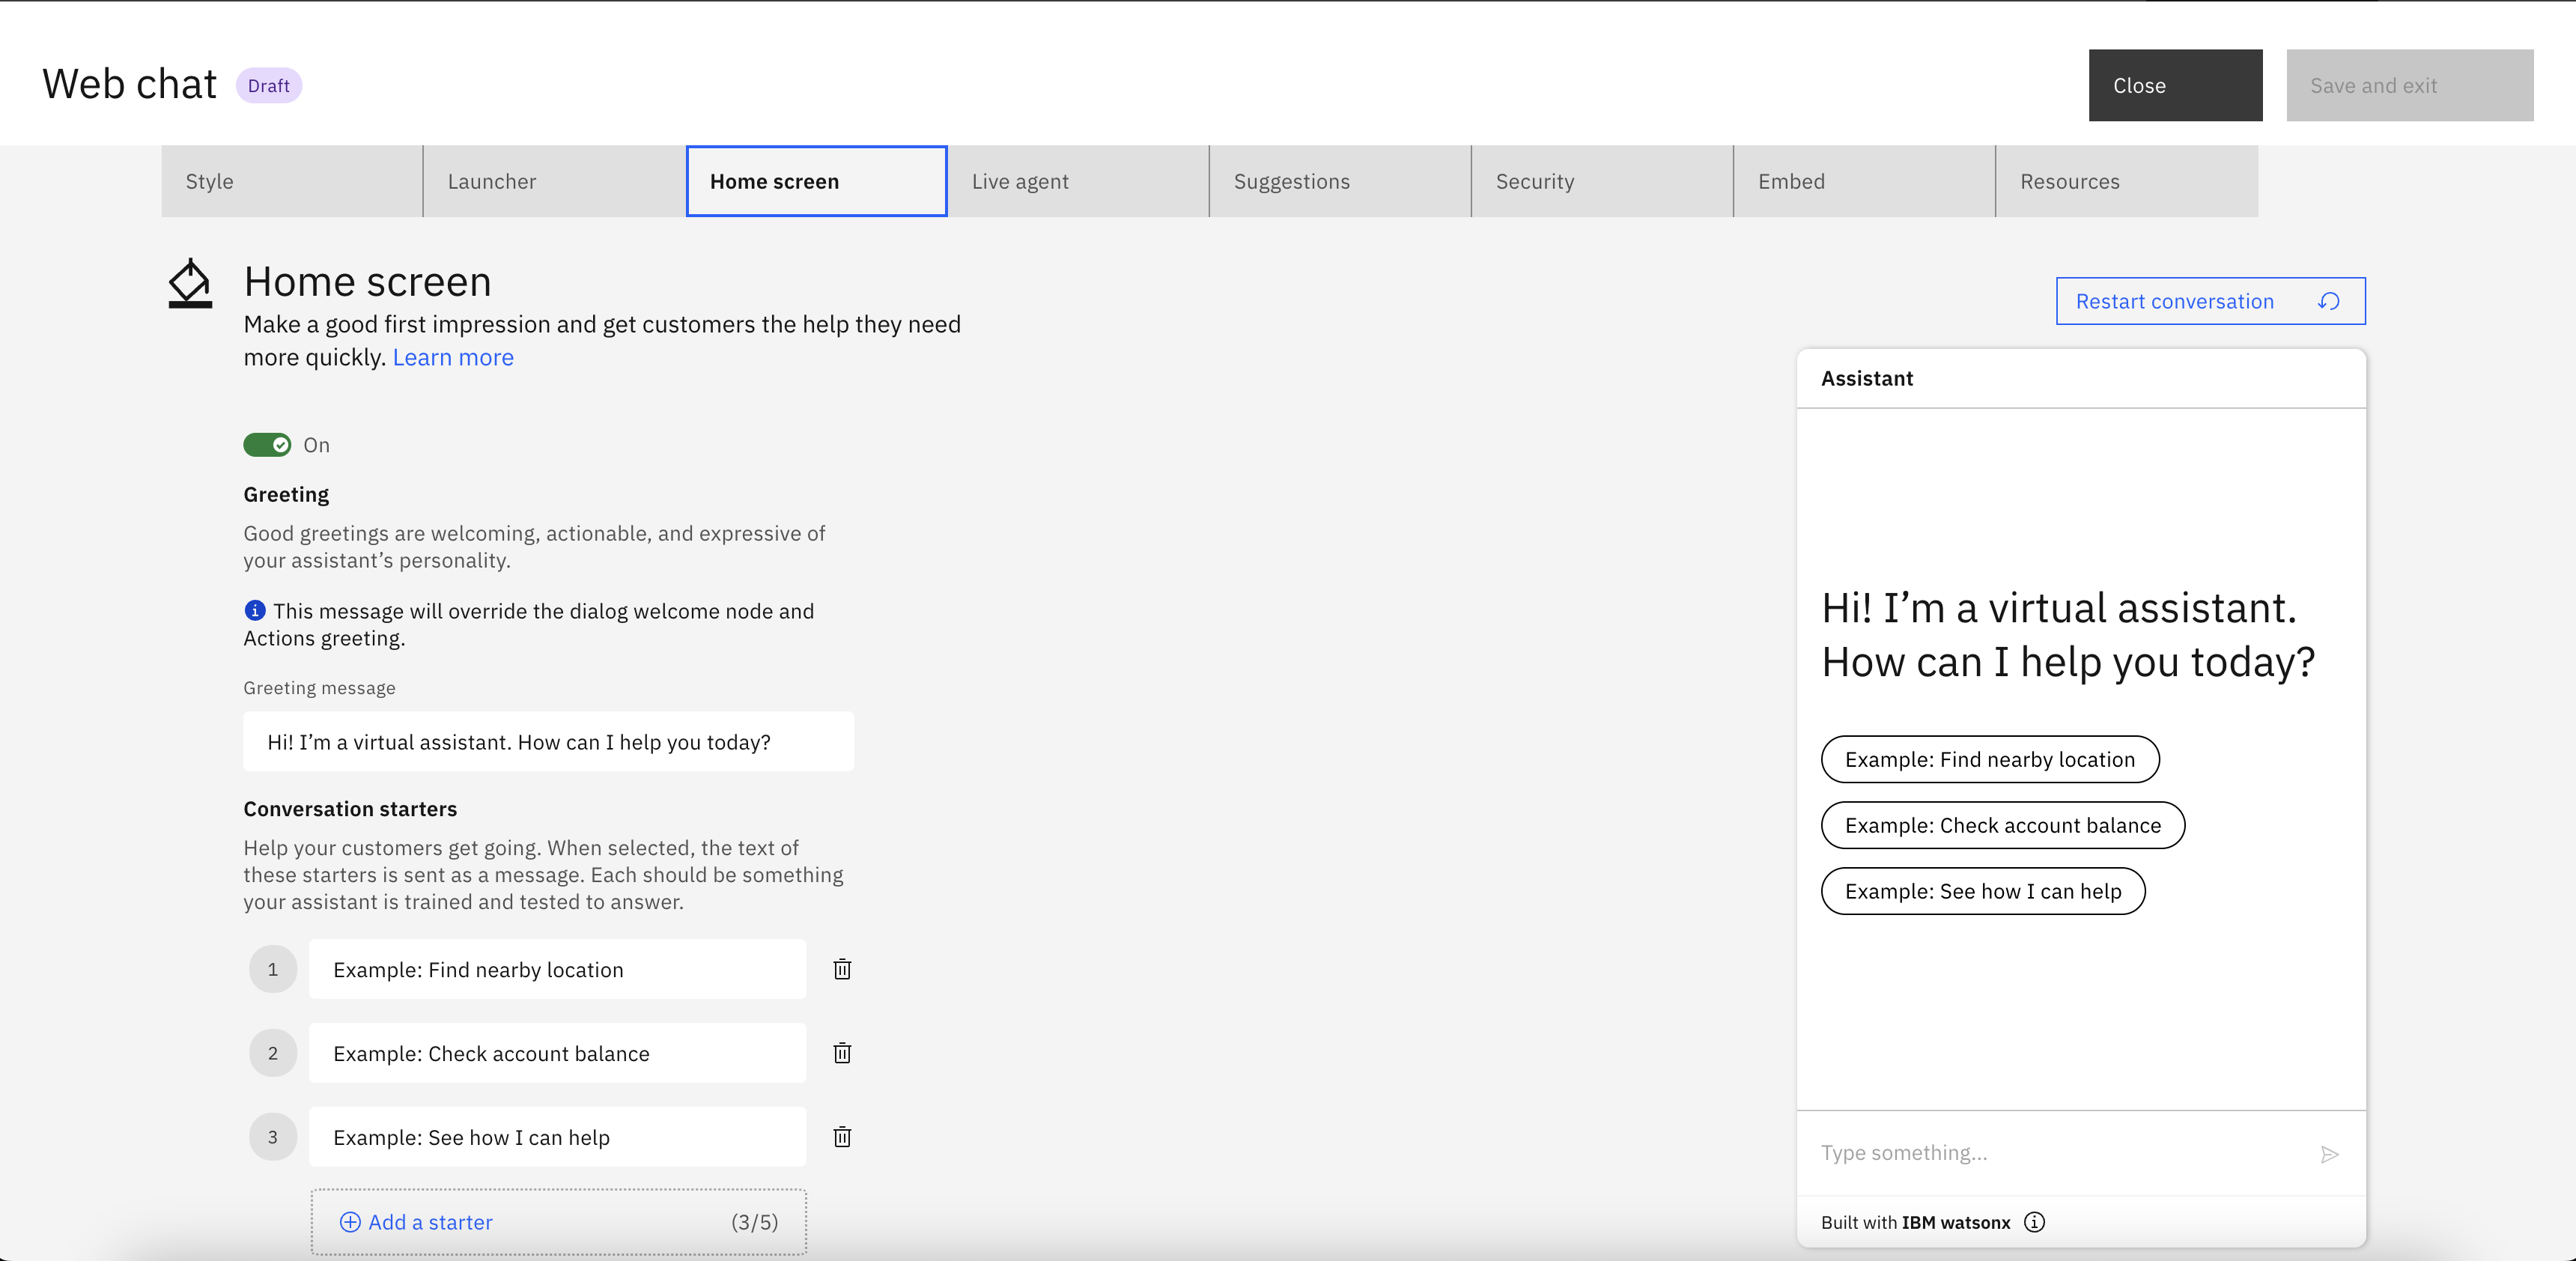 Web chat
Draft
Close
Save and exit
Style
Launcher
Home screen
Live agent
Suggestions
Security
Embed
Resources
Home screen
Make a good first impression and get customers the help they need
more quickly. Learn more
On
Greeting
Good greetings are welcoming, actionable, and expressive of
your assistant’s personality.
This message will override the dialog welcome node and
Actions greeting.
Greeting message
Hi! I’m a virtual assistant. How can I help you today?
Conversation starters
Help your customers get going. When selected, the text of
these starters is sent as a message. Each should be something
your assistant is trained and tested to answer.
1
Example: Find nearby location
2
Example: Check account balance
3
Example: See how I can help
Add a starter
(3/5)
Restart conversation
Assistant
Hi! I’m a virtual assistant.
How can I help you today?
Example: Find nearby location
Example: Check account balance
Example: See how I can help
Type something...
Built with IBM watsonx